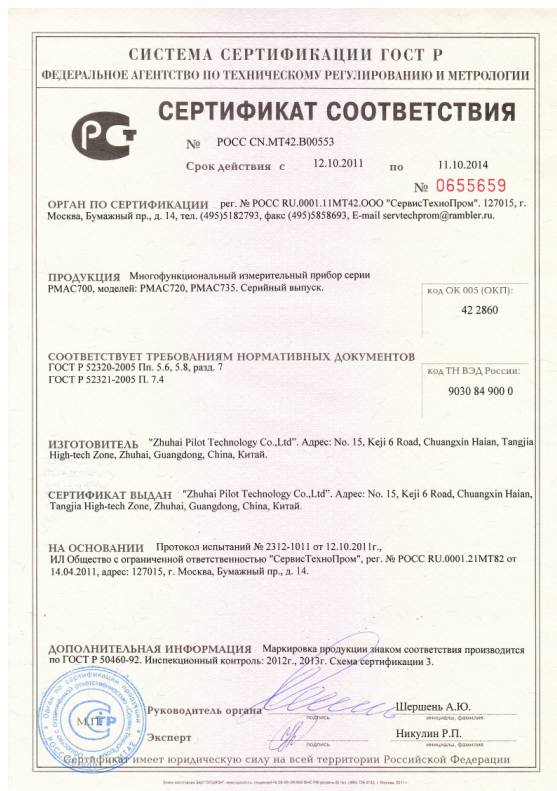 СИСТЕМА СЕРТИФИКАЦИИ ГОСТ Р
ФЕДЕРАЛЬНОЕ АГЕНТСТВО ПО ТЕХНИЧЕСКОМУ РЕГУЛИРОВАНИЮ И МЕТРОЛОГИИ
СЕРТИФИКАТ СООТВЕТСТВИЯ
№ РОСС CN.МТ42.В00553
Срок действия с 12.10.2011 по 11.10.2014
№ 0655659
ОРГАН ПО СЕРТИФИКАЦИИ рег. № РОСС RU.0001.11МТ42.ООО "СервисТехноПром". 127015, г.
Москва, Бумажный пр., д. 14, тел. (495)5182793, факс (495)5858693, E-mail servtechprom@rambler.ru.
ПРОДУКЦИЯ Многофункциональный измерительный прибор серии
PMAC700, моделей: PMAC720, PMAC735. Серийный выпуск.
код ОК 005 (ОКП):
42 2860
СООТВЕТСТВУЕТ ТРЕБОВАНИЯМ НОРМАТИВНЫХ ДОКУМЕНТОВ
ГОСТ Р 52320-2005 Пп. 5.6, 5.8, разд. 7
ГОСТ Р 52321-2005 П. 7.4
код ТН ВЭД России:
9030 84 900 0
ИЗГОТОВИТЕЛЬ "Zhuhai Pilot Technology Co.,Ltd". Адрес: No. 15, Keji 6 Road, Chuangxin Haian, Tangjia
High-tech Zone, Zhuhai, Guangdong, China, Китай.
СЕРТИФИКАТ ВЫДАН "Zhuhai Pilot Technology Co.,Ltd". Адрес: No. 15, Keji 6 Road, Chuangxin Haian,
Tangjia High-tech Zone, Zhuhai, Guangdong, China, Китай.
НА ОСНОВАНИИ Протокол испытаний № 2312-1011 от 12.10.2011г.,
ИЛ Общество с ограниченной ответственностью "СервисТехноПром", рег. № РОСС RU.0001.21МТ82 от
14.04.2011, адрес: 127015, г. Москва, Бумажный пр., д. 14.
ДОПОЛНИТЕЛЬНАЯ ИНФОРМАЦИЯ Маркировка продукции знаком соответствия производится
по ГОСТ Р 50460-92. Инспекционный контроль: 2012г., 2013г. Схема сертификации 3.
М.П.
Руководитель органа
подпись
Шершень А.Ю.
инициалы, фамилия
Эксперт
подпись
Никулин Р.П.
инициалы, фамилия
Сертификат имеет юридическую силу на всей территории Российской Федерации